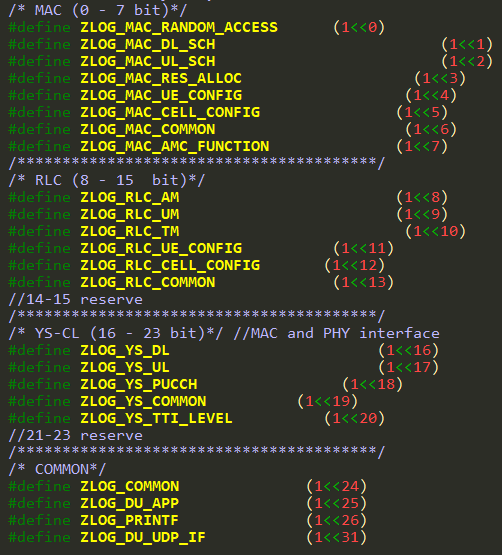 /* MAC (0 - 7 bit)*/
#define ZLOG_MAC_RANDOM_ACCESS (1<<0)
#define ZLOG_MAC_DL_SCH (1<<1)
#define ZLOG_MAC_UL_SCH (1<<2)
#define ZLOG_MAC_RES_ALLOC (1<<3)
#define ZLOG_MAC_UE_CONFIG (1<<4)
#define ZLOG_MAC_CELL_CONFIG (1<<5)
#define ZLOG_MAC_COMMON (1<<6)
#define ZLOG_MAC_AMC_FUNCTION (1<<7)
/****************************************/
/* RLC (8 - 15  bit)*/
#define ZLOG_RLC_AM (1<<8)
#define ZLOG_RLC_UM (1<<9)
#define ZLOG_RLC_TM (1<<10)
#define ZLOG_RLC_UE_CONFIG (1<<11)
#define ZLOG_RLC_CELL_CONFIG (1<<12)
#define ZLOG_RLC_COMMON (1<<13)
//14-15 reserve
/****************************************/
/* YS-CL (16 - 23 bit)*/ //MAC and PHY interface
#define ZLOG_YS_DL (1<<16)
#define ZLOG_YS_UL (1<<17)
#define ZLOG_YS_PUCCH (1<<18)
#define ZLOG_YS_COMMON (1<<19)
#define ZLOG_YS_TTI_LEVEL (1<<20)
//21-23 reserve
/****************************************/
/* COMMON*/
#define ZLOG_COMMON (1<<24)
#define ZLOG_DU_APP (1<<25)
#define ZLOG_PRINTF (1<<26)
#define ZLOG_DU_UDP_IF (1<<31)